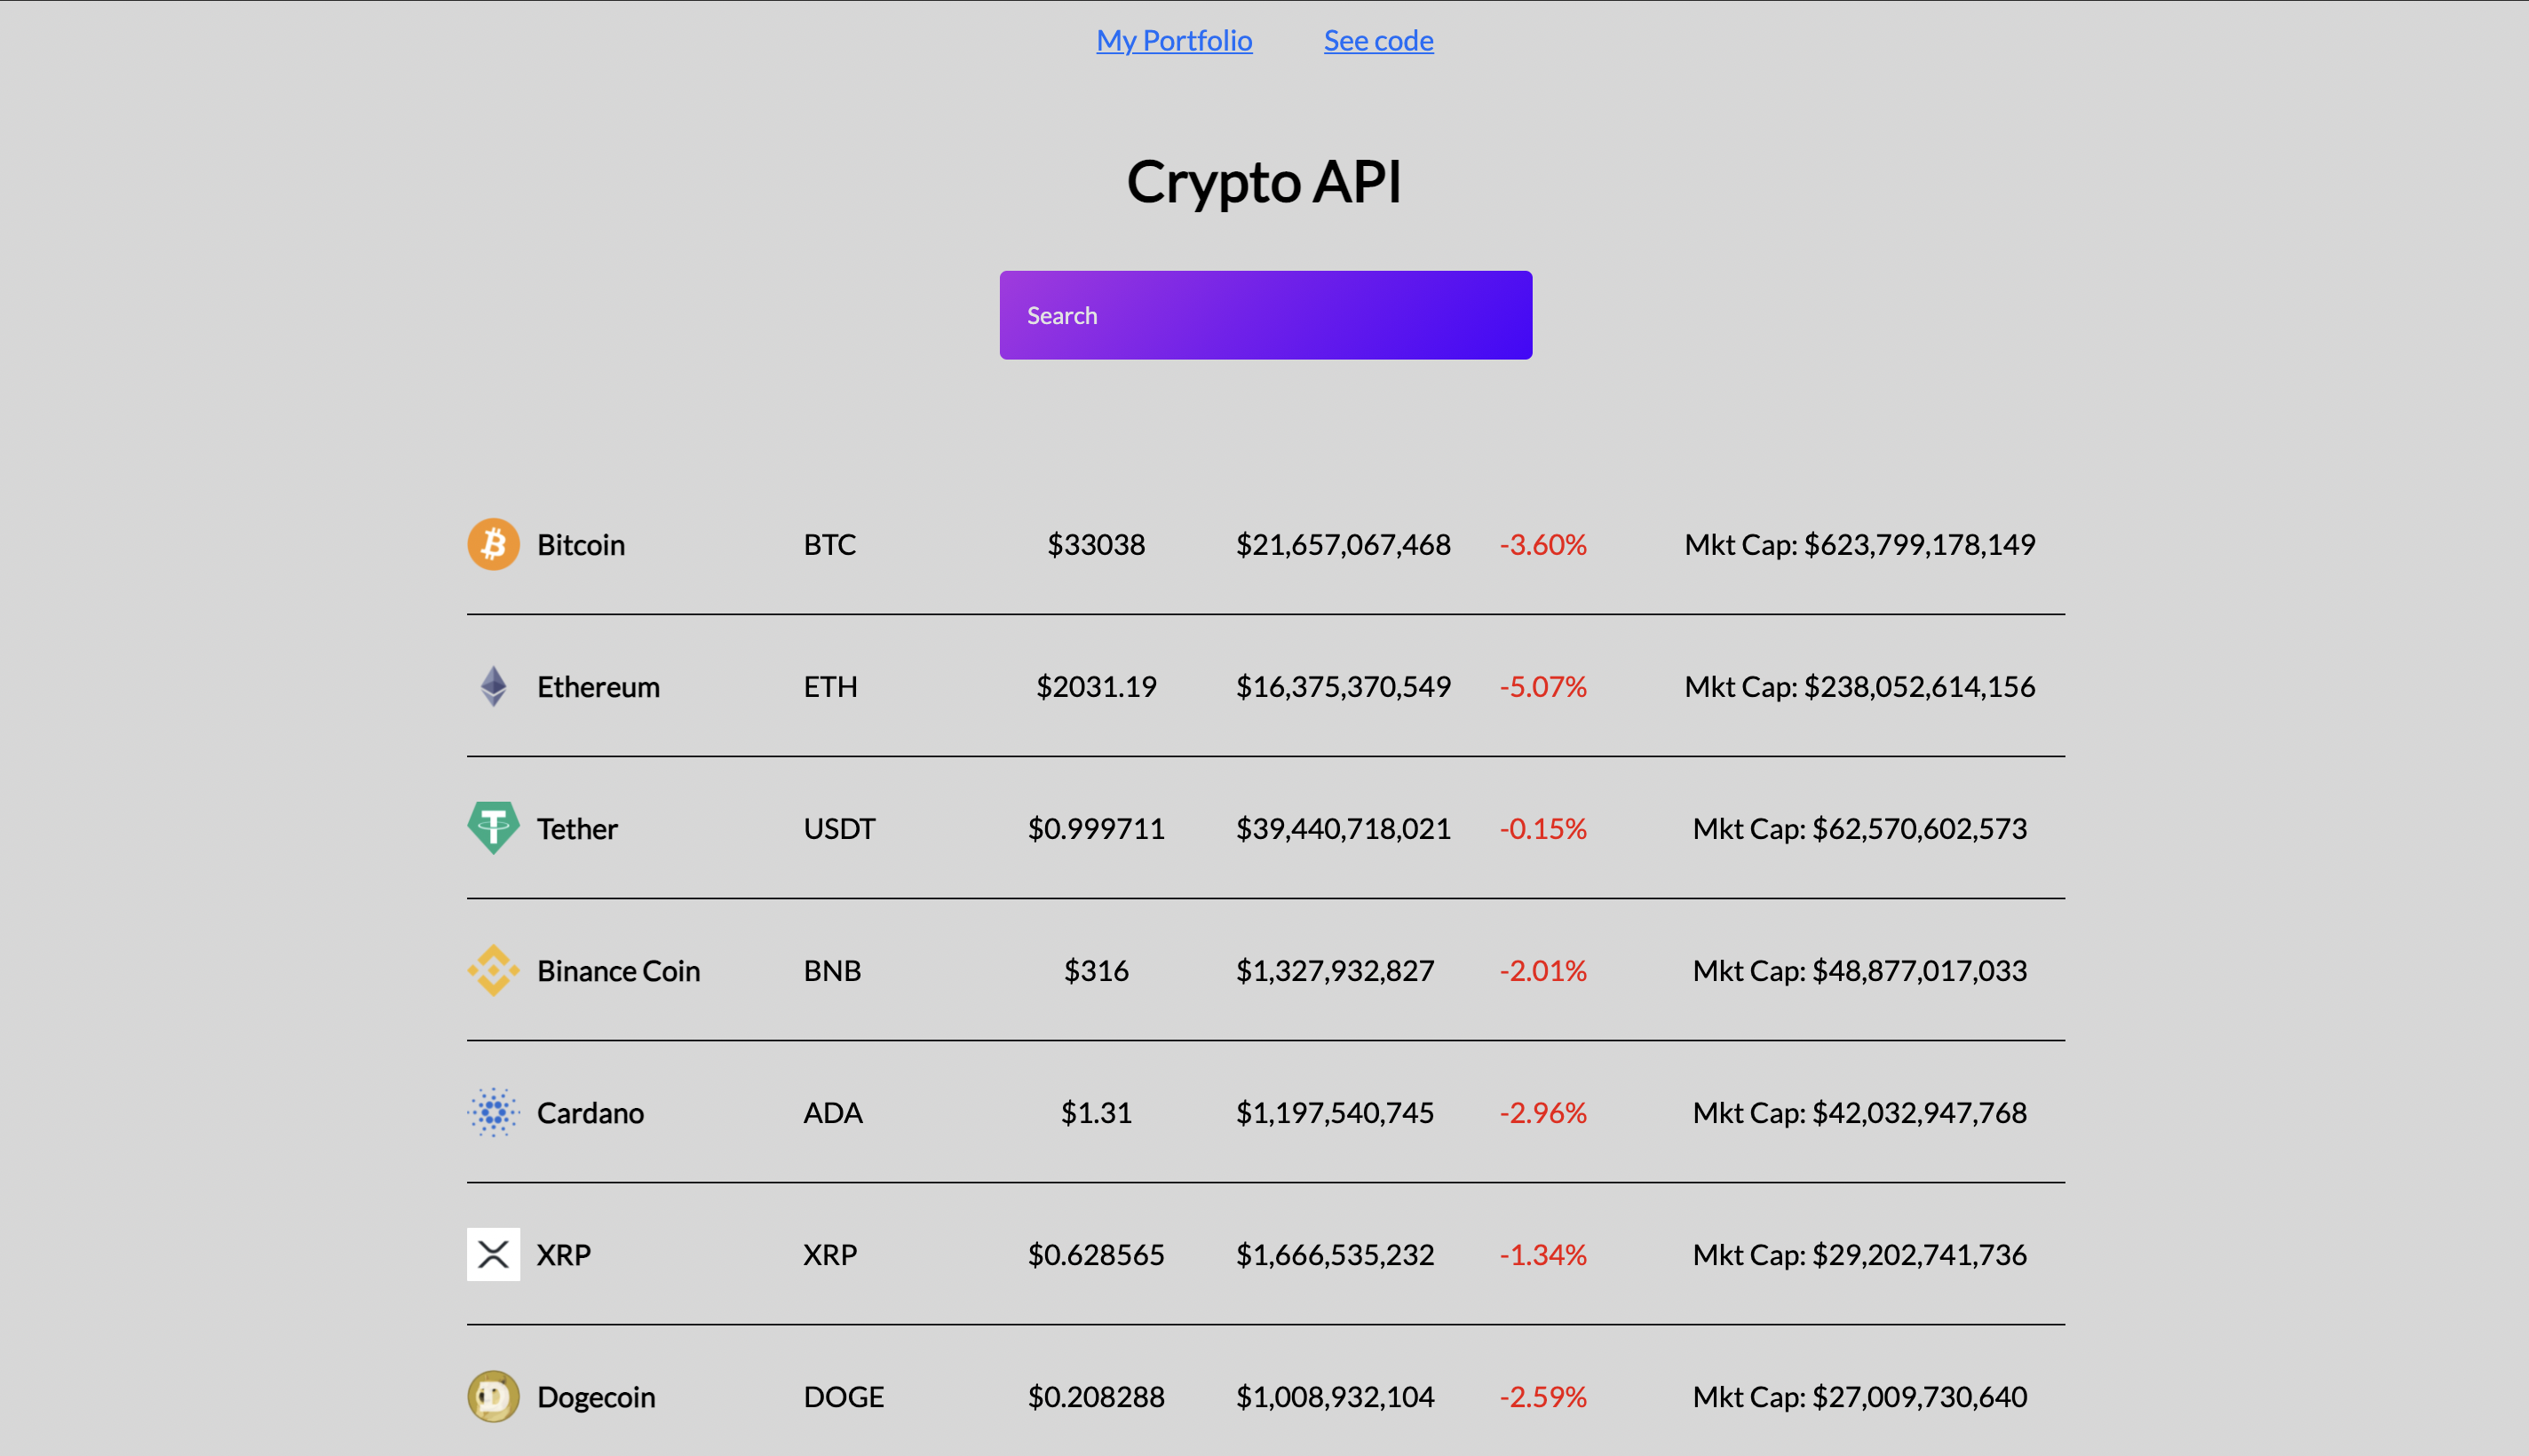 My Portfolio See code
Crypto API
Search
Bitcoin BTC $33038 $21,657,067,468 -3.60% Mkt Cap: $623,799,178,149
Ethereum ETH $2031.19 $16,375,370,549 -5.07% Mkt Cap: $238,052,614,156
Tether USDT $0.999711 $39,440,718,021 -0.15% Mkt Cap: $62,570,602,573
Binance Coin BNB $316 $1,327,932,827 -2.01% Mkt Cap: $48,877,017,033
Cardano ADA $1.31 $1,197,540,745 -2.96% Mkt Cap: $42,032,947,768
XRP XRP $0.628565 $1,666,535,232 -1.34% Mkt Cap: $29,202,741,736
Dogecoin DOGE $0.208288 $1,008,932,104 -2.59% Mkt Cap: $27,009,730,640